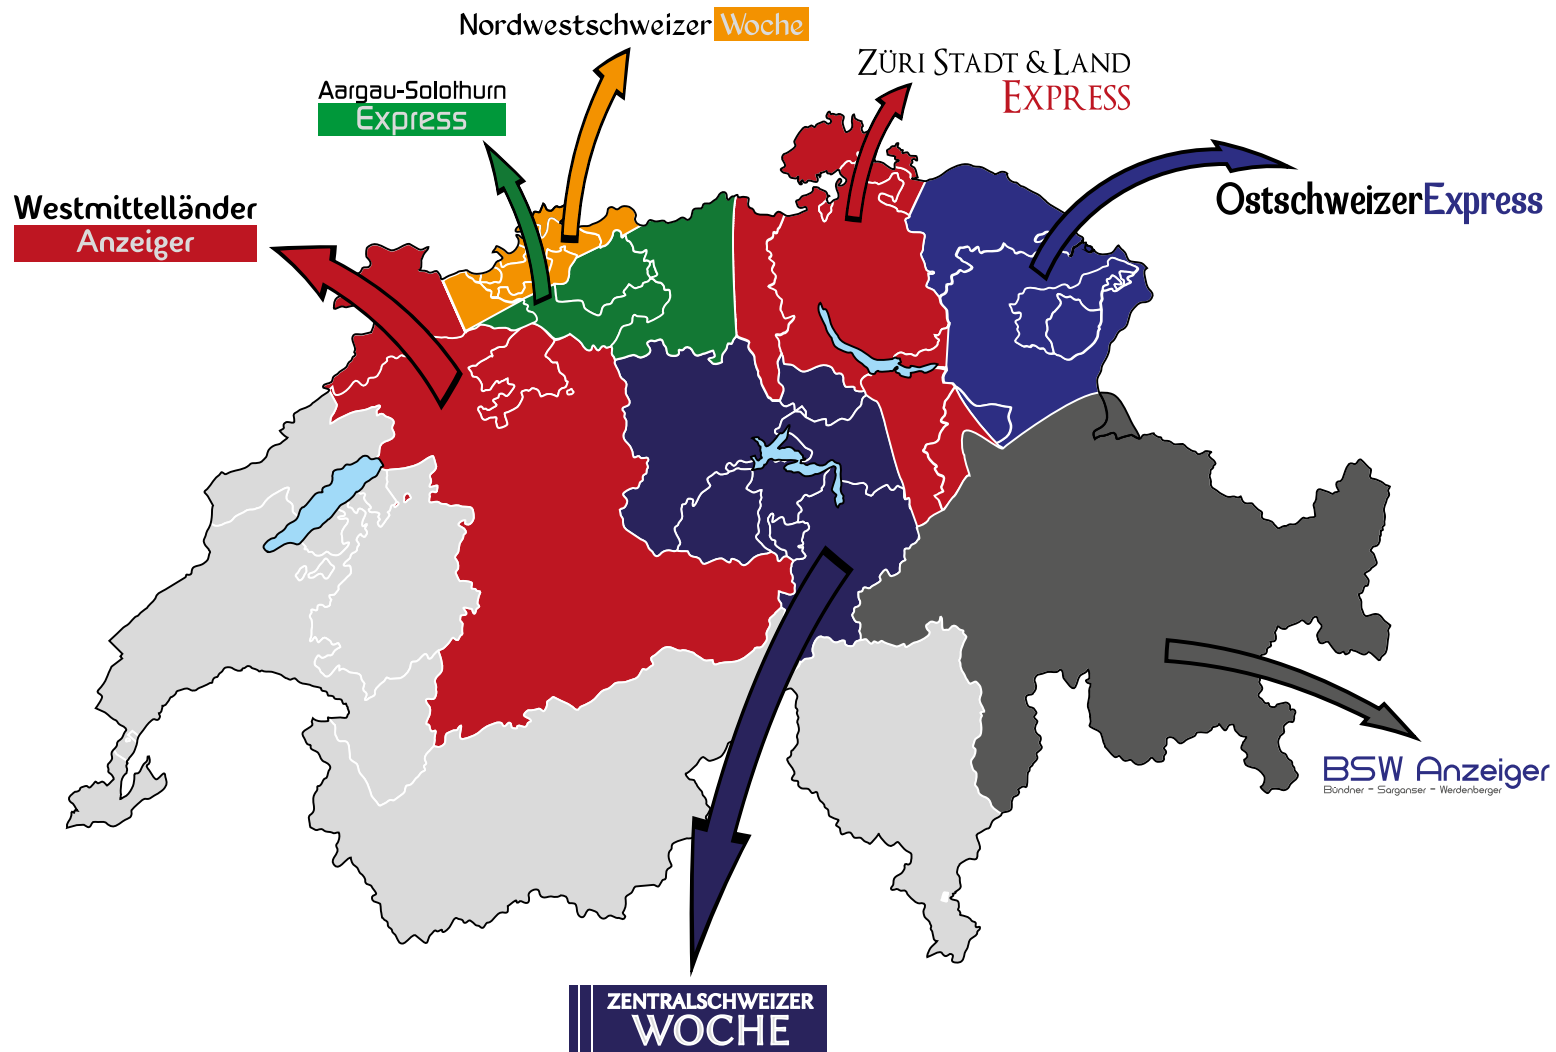 Nordwestschweizer Woche
ZÜRI STADT & LAND
EXPRESS
Aargau-Solothurn
Express
Westmittelländer
Anzeiger
OstschweizerExpress
BSW Anzeiger
Bündner - Sarganser - Werdenberger
ZENTRALSCHWEIZER
WOCHE